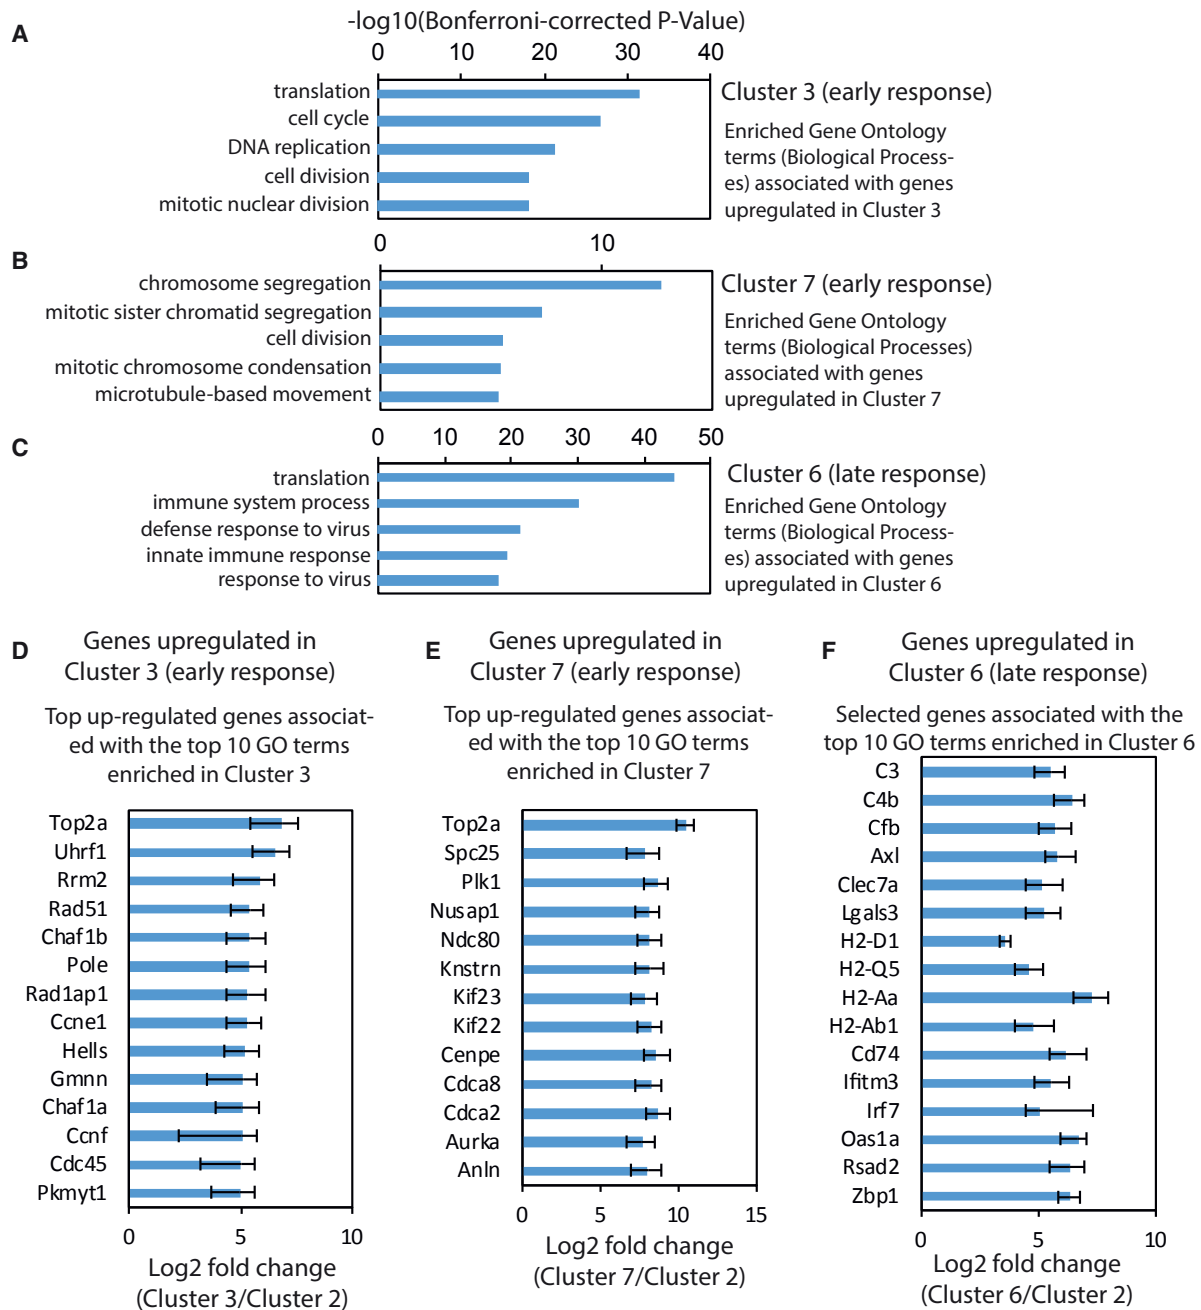 A
-log10(Bonferroni-corrected P-Value)
0 10 20 30 40
translation
cell cycle
DNA replication
cell division
mitotic nuclear division
Cluster 3 (early response)
Enriched Gene Ontology
terms (Biological Process-
es) associated with genes
upregulated in Cluster 3
B
0 10
chromosome segregation
mitotic sister chromatid segregation
cell division
mitotic chromosome condensation
microtubule-based movement
Cluster 7 (early response)
Enriched Gene Ontology
terms (Biological Processes)
associated with genes
upregulated in Cluster 7
C
0 10 20 30 40 50
translation
immune system process
defense response to virus
innate immune response
response to virus
Cluster 6 (late response)
Enriched Gene Ontology
terms (Biological Process-
es) associated with genes
upregulated in Cluster 6
D
Genes upregulated in
Cluster 3 (early response)
Top up-regulated genes associat-
ed with the top 10 GO terms
enriched in Cluster 3
Top2a
Uhrf1
Rrm2
Rad51
Chaf1b
Pole
Rad1ap1
Ccne1
Hells
Gmnn
Chaf1a
Ccnf
Cdc45
Pkmyt1
0 5 10
Log2 fold change
(Cluster 3/Cluster 2)
E
Genes upregulated in
Cluster 7 (early response)
Top up-regulated genes associat-
ed with the top 10 GO terms
enriched in Cluster 7
Top2a
Spc25
Plk1
Nusap1
Ndc80
Knstrn
Kif23
Kif22
Cenpe
Cdca8
Cdca2
Aurka
Anln
0 5 10 15
Log2 fold change
(Cluster 7/Cluster 2)
F
Genes upregulated in
Cluster 6 (late response)
Selected genes associated with the
top 10 GO terms enriched in Cluster 6
C3
C4b
Cfb
Axl
Clec7a
Lgals3
H2-D1
H2-Q5
H2-Aa
H2-Ab1
Cd74
Ifitm3
Irf7
Oas1a
Rsad2
Zbp1
0 5 10
Log2 fold change
(Cluster 6/Cluster 2)